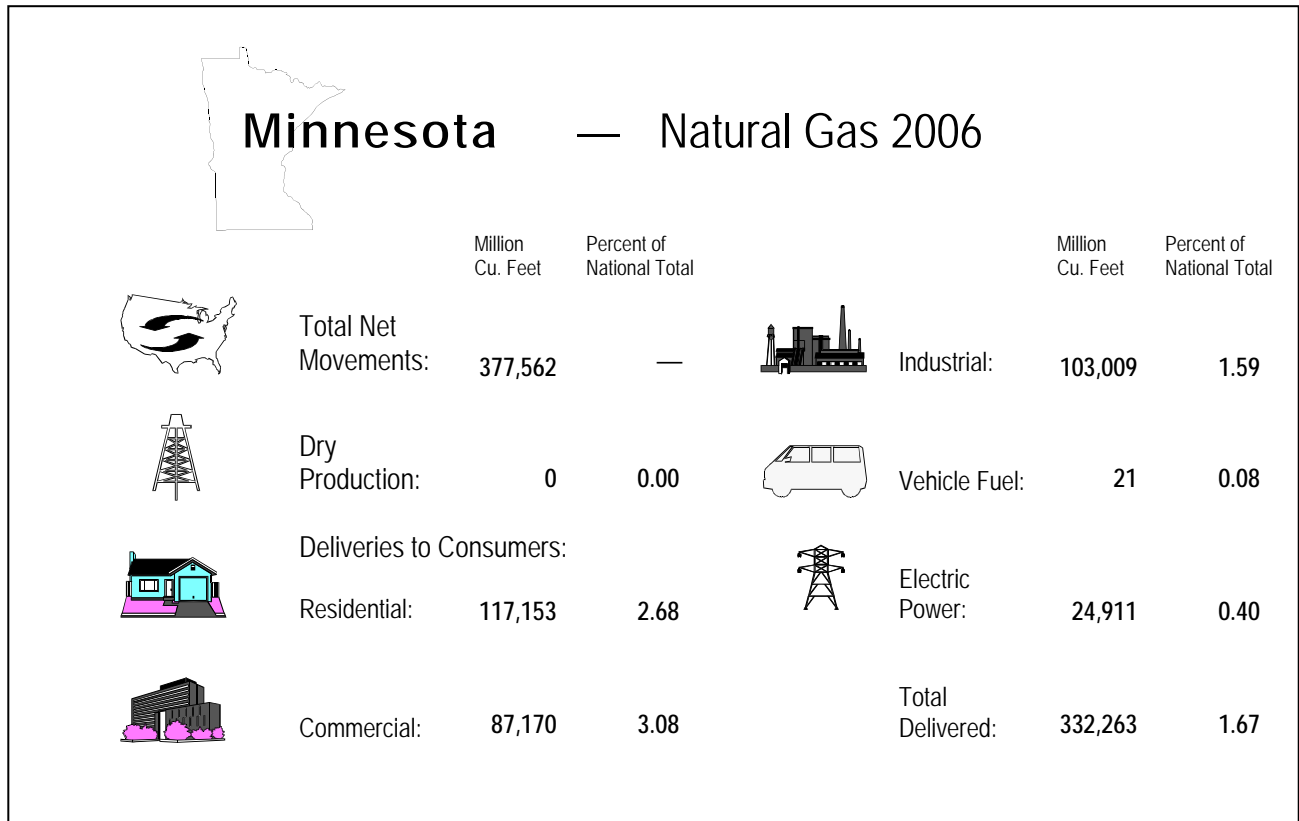 Minnesota — Natural Gas 2006
Million Cu. Feet
Percent of National Total
Total Net
Movements: 377,562 —
Dry
Production: 0 0.00
Deliveries to Consumers:
Residential: 117,153 2.68
Commercial: 87,170 3.08
Million Cu. Feet
Percent of National Total
Industrial: 103,009 1.59
Vehicle Fuel: 21 0.08
Electric
Power: 24,911 0.40
Total
Delivered: 332,263 1.67